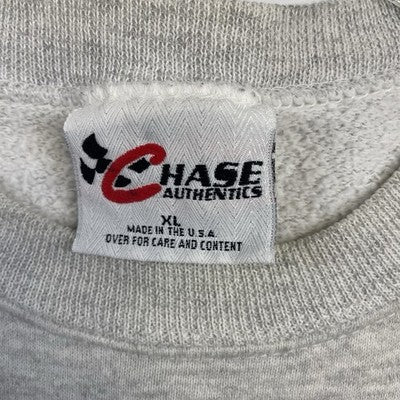 CHASE
AUTHENTICS
XL
MADE IN THE U.S.A.
OVER FOR CARE AND CONTENT